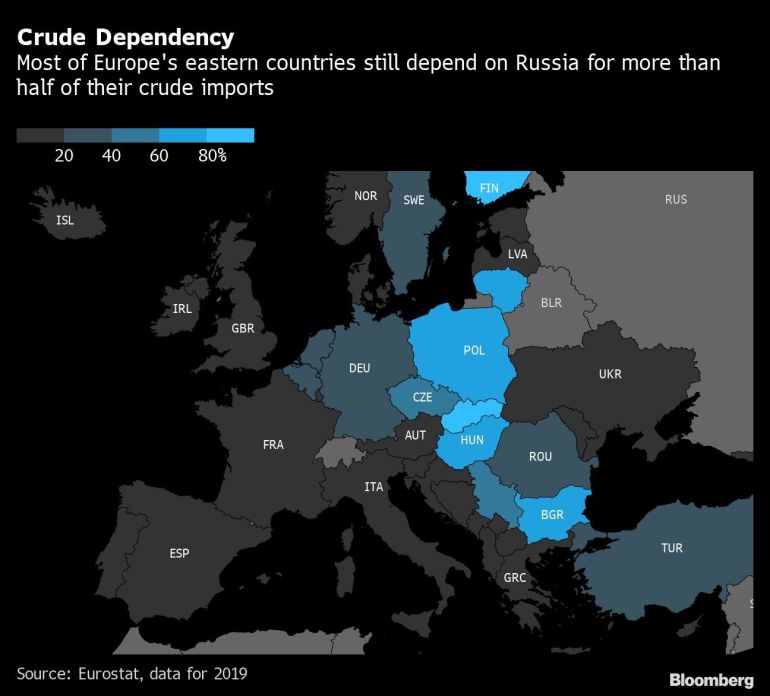 Crude Dependency
Most of Europe's eastern countries still depend on Russia for more than
half of their crude imports
20 40 60 80%
FIN
NOR
SWE
RUS
ISL
LVA
BLR
IRL
GBR
POL
DEU
UKR
CZE
AUT
HUN
FRA
ROU
ITA
BGR
ESP
TUR
GRC
S
Source: Eurostat, data for 2019
Bloomberg